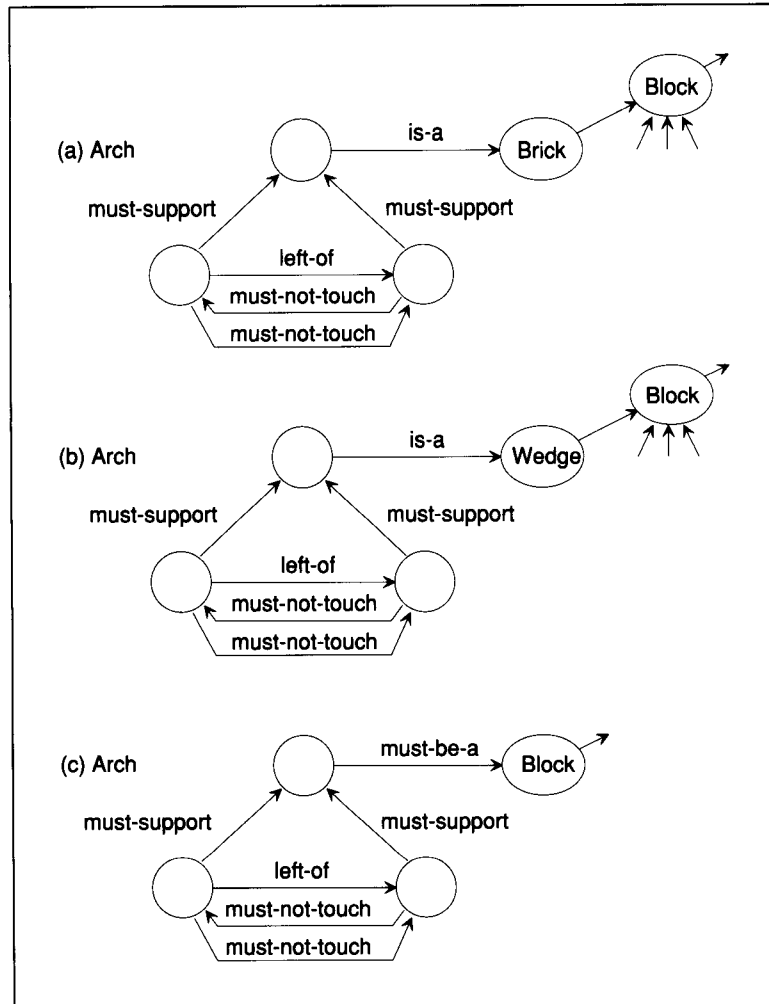 Block
is-a
(a) Arch
Brick
must-support
must-support
left-of
must-not-touch
must-not-touch
Block
is-a
(b) Arch
Wedge
must-support
must-support
left-of
must-not-touch
must-not-touch
must-be-a
(c) Arch
Block
must-support
must-support
left-of
must-not-touch
must-not-touch